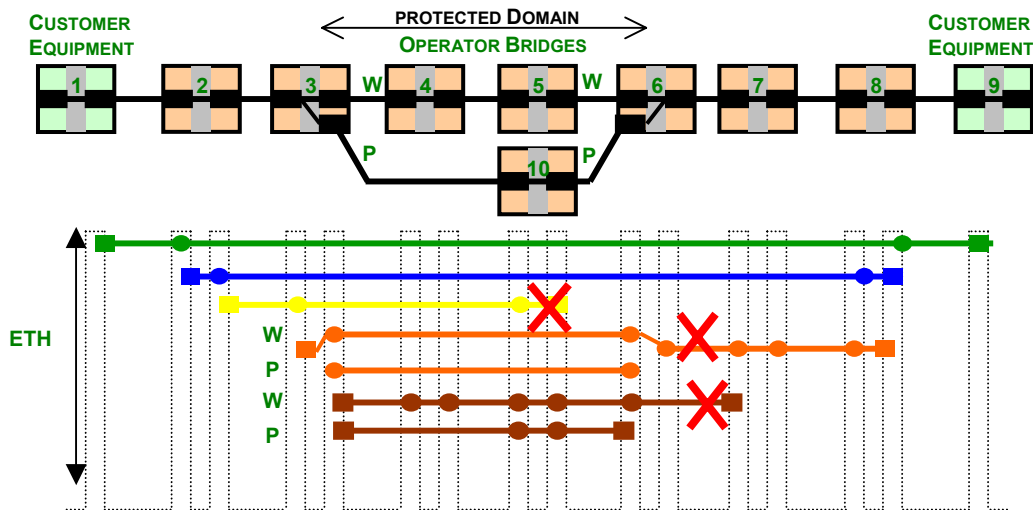 PROTECTED DOMAIN
CUSTOMER
EQUIPMENT
OPERATOR BRIDGES
CUSTOMER
EQUIPMENT
1
2
3
W
4
5
W
6
7
8
9
P
10
P
ETH
W
P
W
P